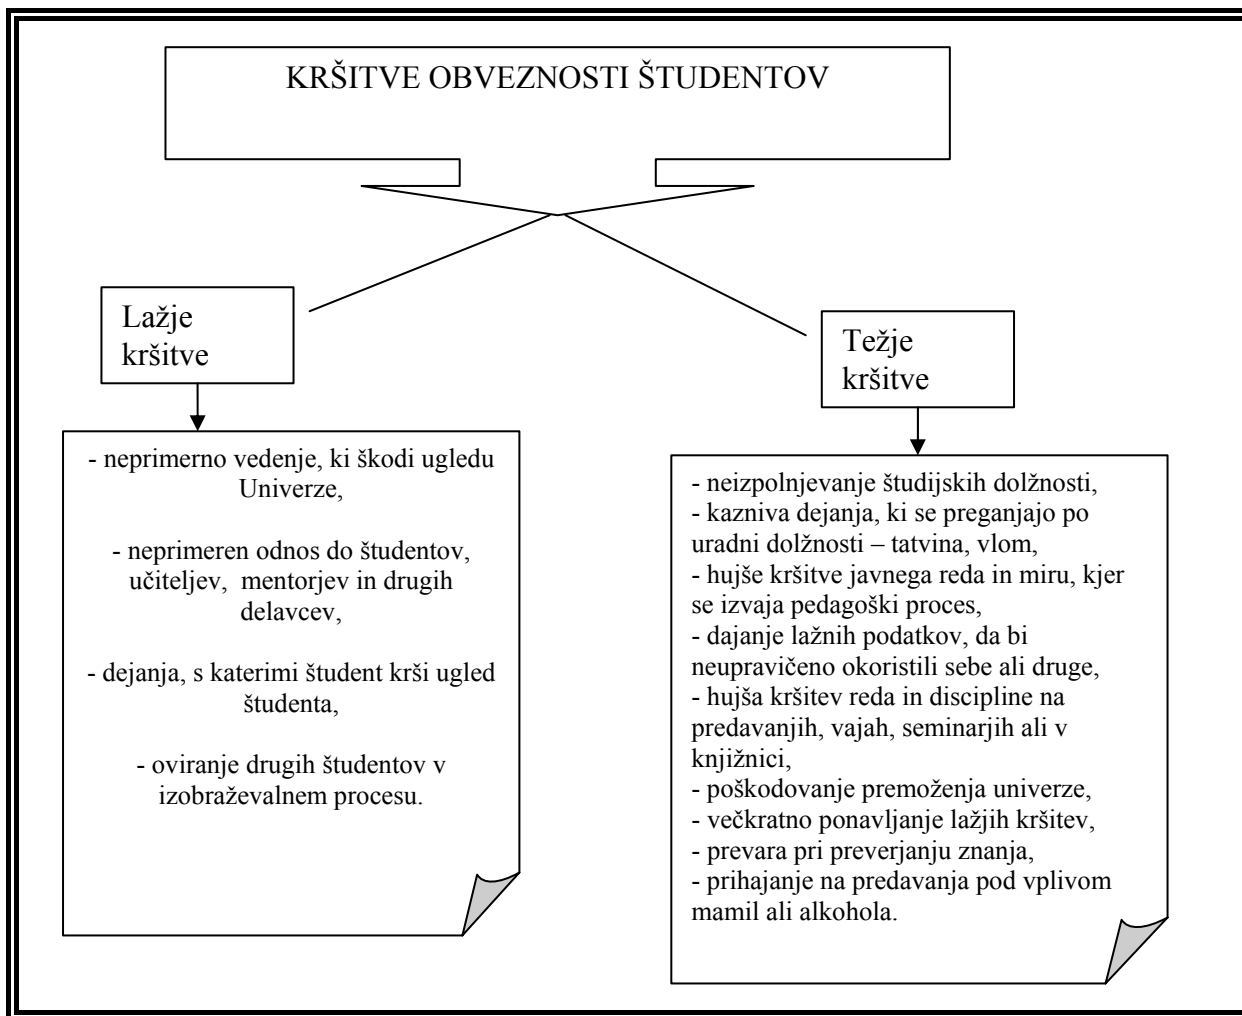 KRŠITVE OBVEZNOSTI ŠTUDENTOV
Lažje
kršitve
- neprimerno vedenje, ki škodi ugledu
Univerze,
- neprimeren odnos do študentov,
učiteljev, mentorjev in drugih
delavcev,
- dejanja, s katerimi študent krši ugled
študenta,
- oviranje drugih študentov v
izobraževalnem procesu.
Težje
kršitve
- neizpolnjevanje študijskih dolžnosti,
- kazniva dejanja, ki se preganjajo po
uradni dolžnosti – tatvina, vlom,
- hujše kršitve javnega reda in miru, kjer
se izvaja pedagoški proces,
- dajanje lažnih podatkov, da bi
neupravičeno okoristili sebe ali druge,
- hujša kršitev reda in discipline na
predavanjih, vajah, seminarjih ali v
knjižnici,
- poškodovanje premoženja univerze,
- večkratno ponavljanje lažjih kršitev,
- prevara pri preverjanju znanja,
- prihajanje na predavanja pod vplivom
mamil ali alkohola.